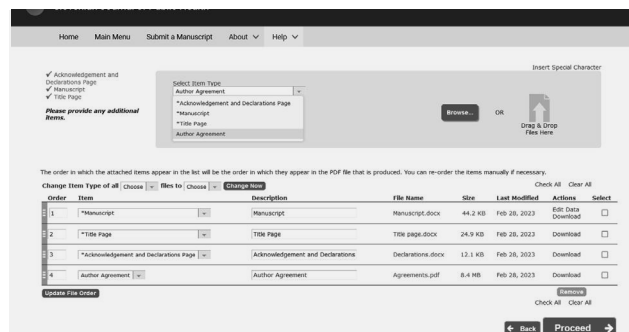 Home Main Menu Submit a Manuscript About Help
Insert Special Character
✓ Acknowledgement and
Declarations Page
✓ Manuscript
✓ Title Page
Please provide any additional
Items.
Select Item Type
Author Agreement
*Acknowledgement and Declarations Page
*Manuscript
*Title Page
Author Agreement
Browse... OR
Drag & Drop
Files Here
The order in which the attached items appear in the list will be the order in which they appear in the PDF file that is produced. You can re-order the items manually if necessary.
Change Item Type of all Choose files to Choose Change Now Check All Clear All
Order Item Description File Name Size Last Modified Actions Select
1 *Manuscript Manuscript Manuscript.docx 44.2 KB Feb 28, 2023 Edit Data
Download
2 *Title Page Title Page Title page.docx 24.9 KB Feb 28, 2023 Download
3 *Acknowledgement and Declarations Page Acknowledgement and Declarations Declarations.docx 12.1 KB Feb 28, 2023 Download
4 Author Agreement Author Agreement Agreements.pdf 8.4 MB Feb 28, 2023 Download
Update File Order Remove
Check All Clear All
Back Proceed